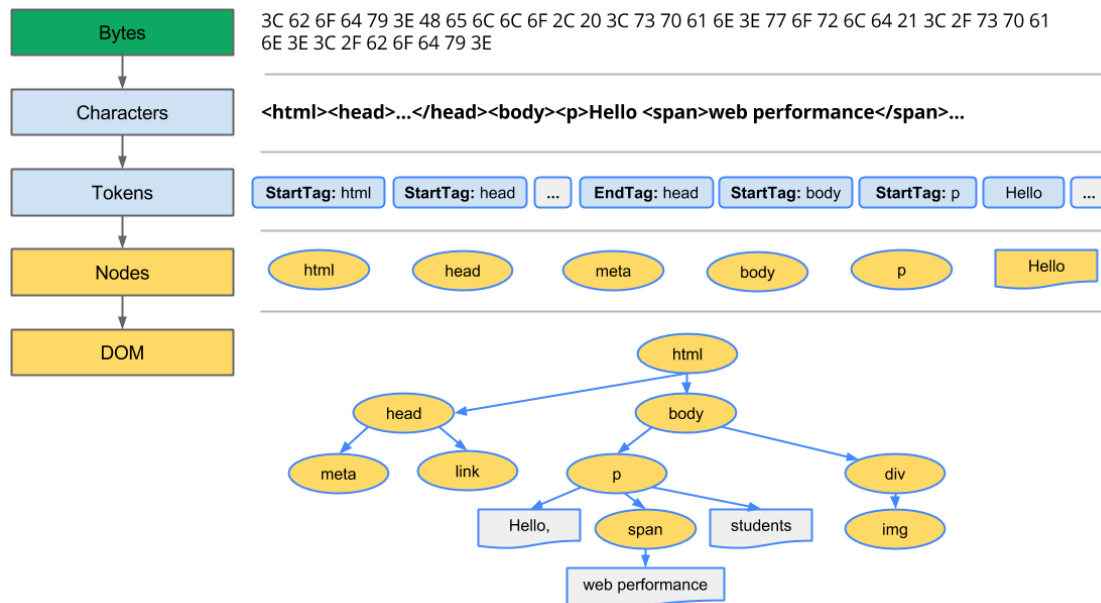 Bytes
3C 62 6F 64 79 3E 48 65 6C 6C 6F 2C 20 3C 73 70 61 6E 3E 77 6F 72 6C 64 21 3C 2F 73 70 61
6E 3E 3C 2F 62 6F 64 79 3E
Characters
<html><head>...</head><body><p>Hello <span>web performance</span>...
Tokens
StartTag: html
StartTag: head
...
EndTag: head
StartTag: body
StartTag: p
Hello
...
Nodes
html
head
meta
body
p
Hello
DOM
html
head
body
meta
link
p
div
Hello,
span
students
img
web performance